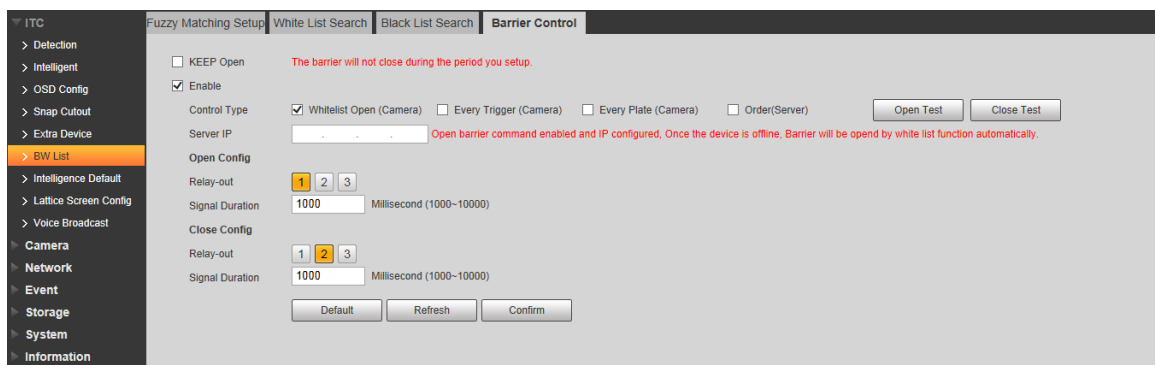 ITC
Detection
Intelligent
OSD Config
Snap Cutout
Extra Device
BW List
Intelligence Default
Lattice Screen Config
Voice Broadcast
Camera
Network
Event
Storage
System
Information
Fuzzy Matching Setup White List Search Black List Search Barrier Control
KEEP Open The barrier will not close during the period you setup.
Enable
Control Type Whitelist Open (Camera) Every Trigger (Camera) Every Plate (Camera) Order(Server) Open Test Close Test
Server IP . . . Open barrier command enabled and IP configured, Once the device is offline, Barrier will be opend by white list function automatically.
Open Config
Relay-out 1 2 3
Signal Duration 1000 Millisecond (1000~10000)
Close Config
Relay-out 1 2 3
Signal Duration 1000 Millisecond (1000~10000)
Default Refresh Confirm